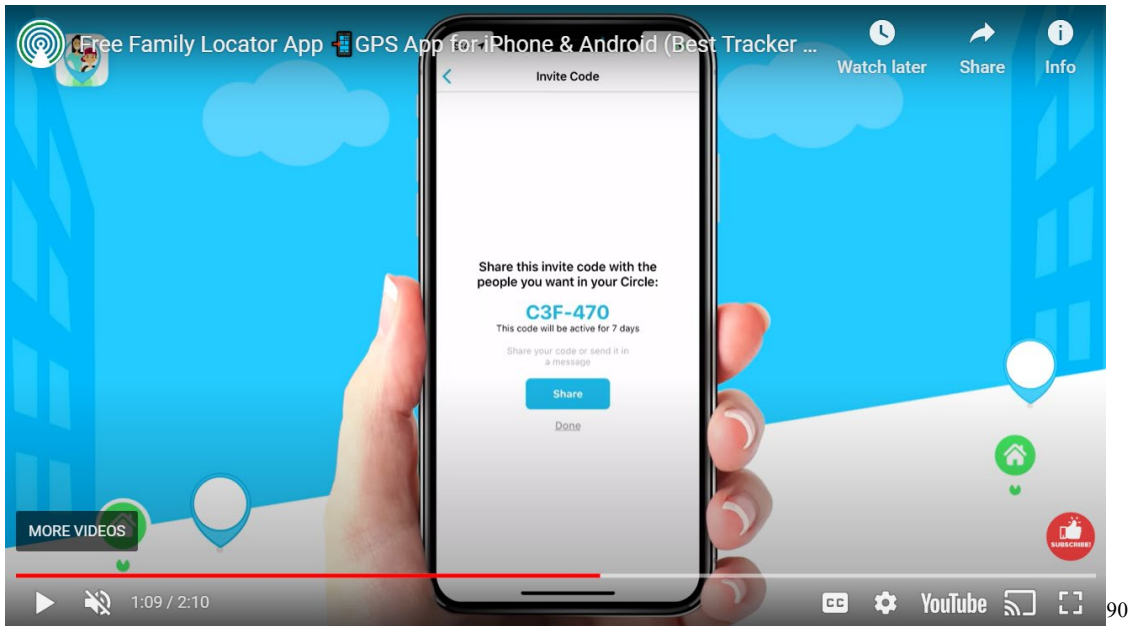 Free Family Locator App GPS App for iPhone & Android (Best Tracker ...
Watch later
Share
Info
Invite Code
Share this invite code with the
people you want in your Circle:
C3F-470
This code will be active for 7 days
Share your code or send it in
a message
Share
Done
MORE VIDEOS
SUBSCRIBE!
1:09 / 2:10
CC
YouTube
90